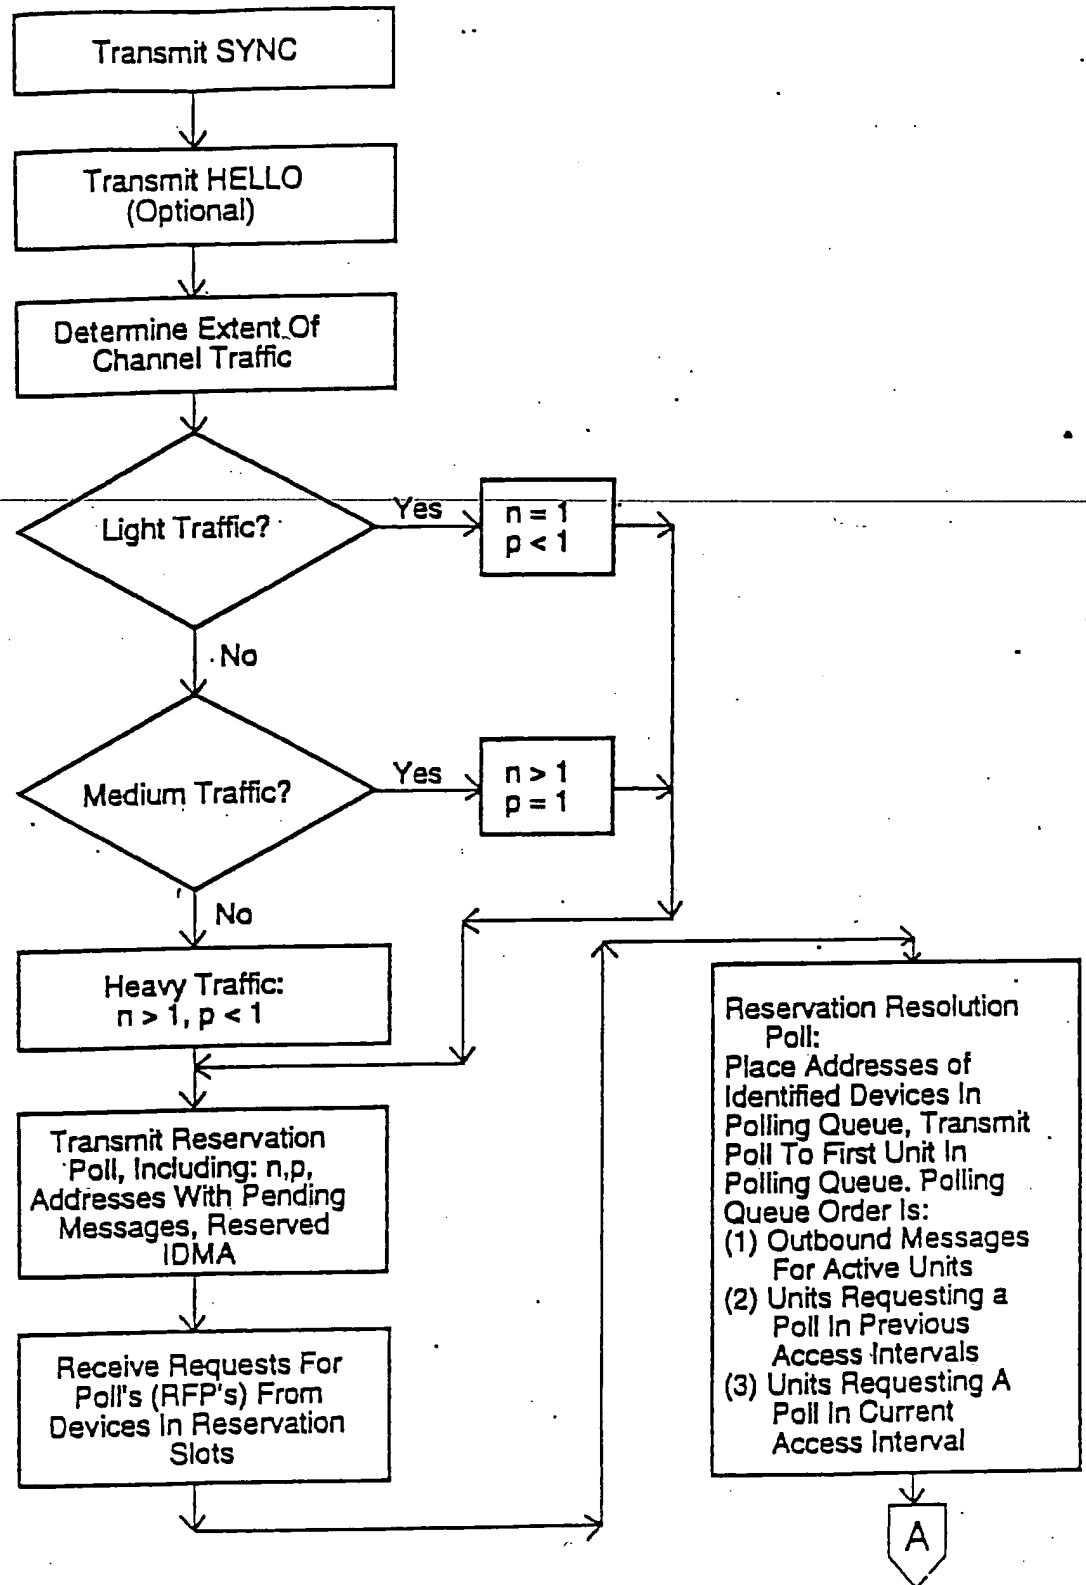 Transmit SYNC
Transmit HELLO
(Optional)
Determine Extent Of
Channel Traffic
Light Traffic?
Yes
n = 1
p < 1
No
Medium Traffic?
Yes
n > 1
p = 1
No
Heavy Traffic:
n > 1, p < 1
Transmit Reservation
Poll, Including: n,p,
Addresses With Pending
Messages, Reserved
IDMA
Receive Requests For
Poll's (RFP's) From
Devices In Reservation
Slots
Reservation Resolution
Poll:
Place Addresses of
Identified Devices In
Polling Queue, Transmit
Poll To First Unit In
Polling Queue. Polling
Queue Order Is:
(1) Outbound Messages
For Active Units
(2) Units Requesting a
Poll In Previous
Access Intervals
(3) Units Requesting A
Poll In Current
Access Interval
A